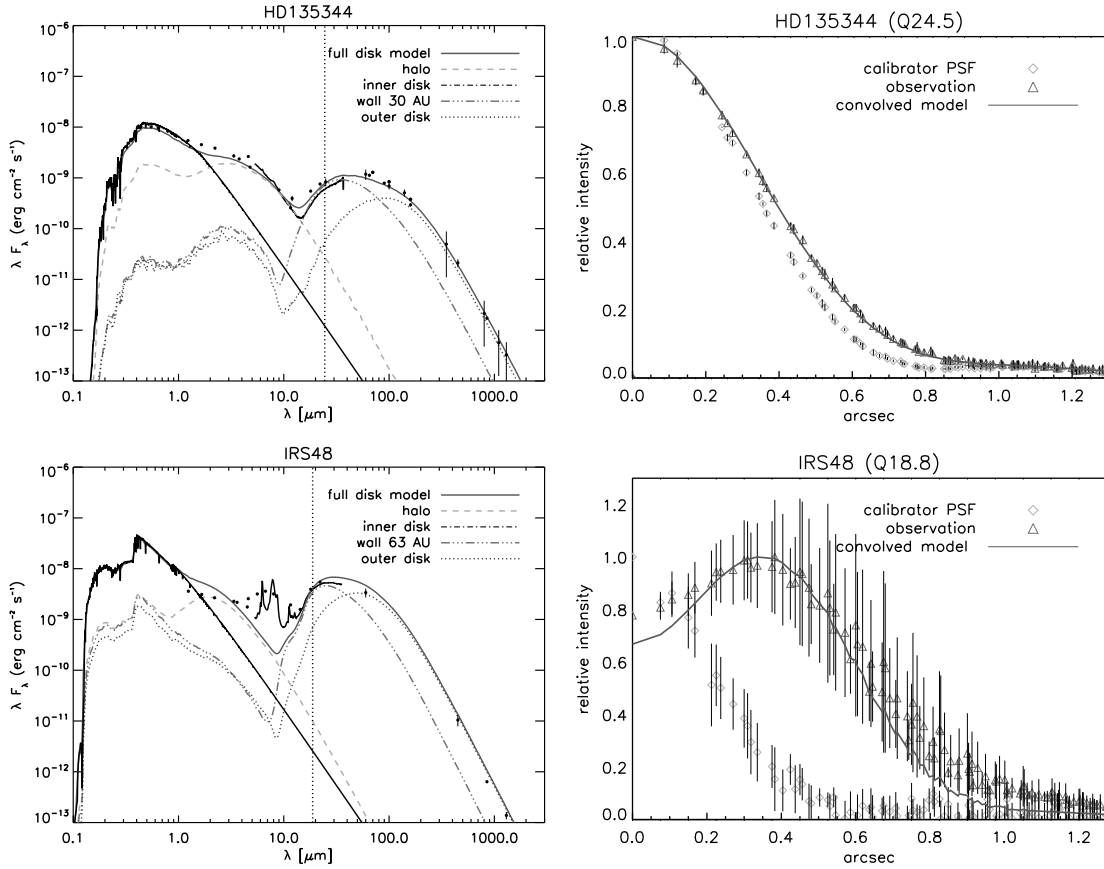 HD135344
10⁻⁶
10⁻⁷
10⁻⁸
10⁻⁹
10⁻¹⁰
10⁻¹¹
10⁻¹²
10⁻¹³
λ Fλ (erg cm⁻² s⁻¹)
full disk model
halo
inner disk
wall 30 AU
outer disk
0.1 1.0 10.0 100.0 1000.0
λ [μm]
HD135344 (Q24.5)
1.0
0.8
0.6
0.4
0.2
0.0
relative intensity
calibrator PSF
observation
convolved model
0.0 0.2 0.4 0.6 0.8 1.0 1.2
arcsec
IRS48
10⁻⁶
10⁻⁷
10⁻⁸
10⁻⁹
10⁻¹⁰
10⁻¹¹
10⁻¹²
10⁻¹³
λ Fλ (erg cm⁻² s⁻¹)
full disk model
halo
inner disk
wall 63 AU
outer disk
0.1 1.0 10.0 100.0 1000.0
λ [μm]
IRS48 (Q18.8)
1.2
1.0
0.8
0.6
0.4
0.2
0.0
relative intensity
calibrator PSF
observation
convolved model
0.0 0.2 0.4 0.6 0.8 1.0 1.2
arcsec